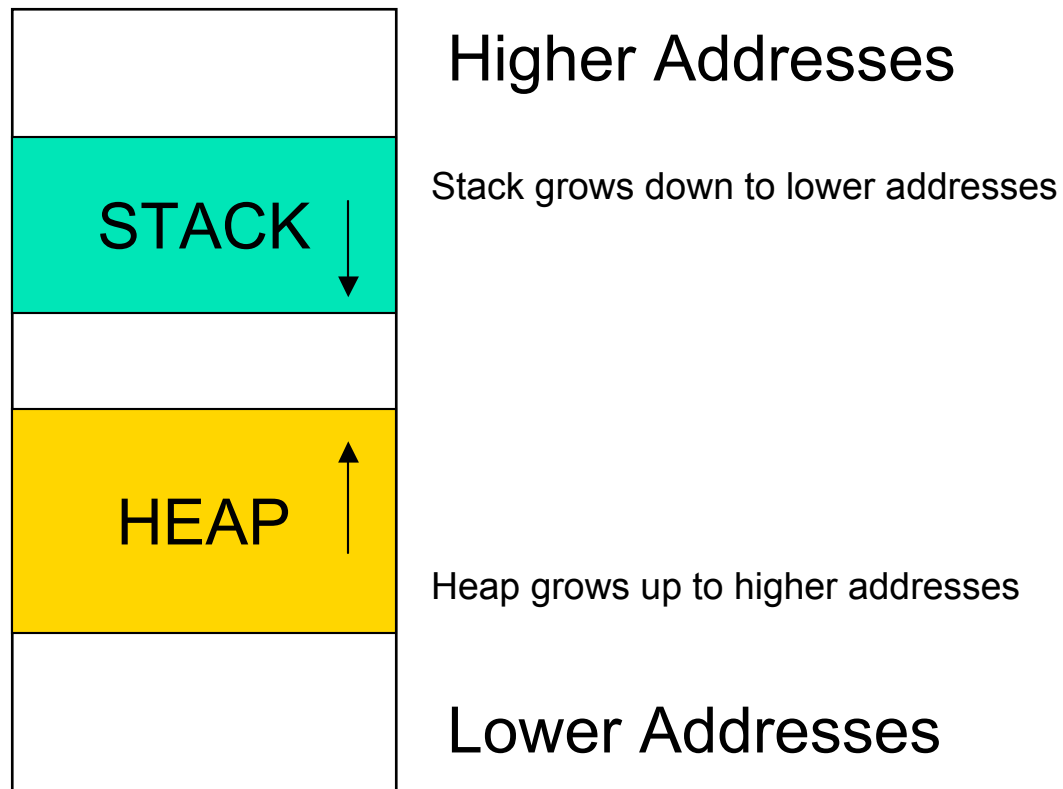 Higher Addresses
Stack grows down to lower addresses
STACK
HEAP
Heap grows up to higher addresses
Lower Addresses